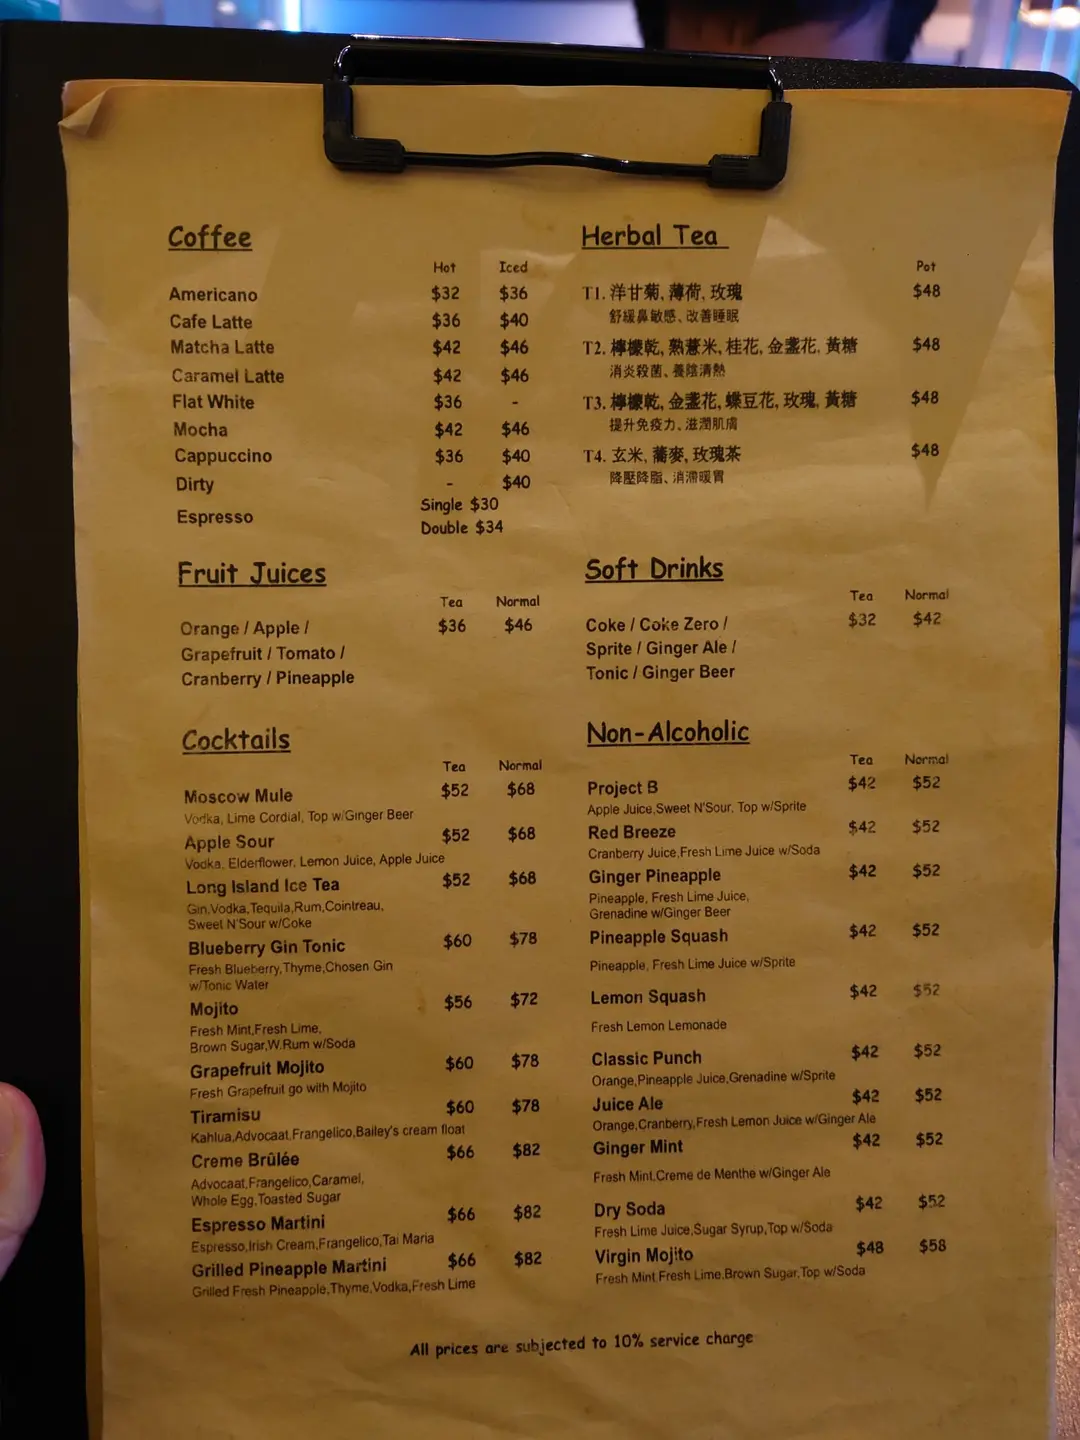 Coffee
Hot Iced
Americano $32 $36
Cafe Latte $36 $40
Matcha Latte $42 $46
Caramel Latte $42 $46
Flat White $36 -
Mocha $42 $46
Cappuccino $36 $40
Dirty - $40
Espresso Single $30
Double $34
Herbal Tea
Pot
T1. 洋甘菊, 薄荷, 玫瑰 $48
舒緩鼻敏感、改善睡眠
T2. 檸檬乾, 熟薏米, 桂花, 金盞花, 黃糖 $48
消炎殺菌、養陰清熱
T3. 檸檬乾, 金盞花, 蝶豆花, 玫瑰, 黃糖 $48
提升免疫力、滋潤肌膚
T4. 玄米, 蕎麥, 玫瑰茶 $48
降壓降脂、消滯暖胃
Fruit Juices
Tea Normal
Orange / Apple / $36 $46
Grapefruit / Tomato /
Cranberry / Pineapple
Soft Drinks
Tea Normal
Coke / Coke Zero / $32 $42
Sprite / Ginger Ale /
Tonic / Ginger Beer
Cocktails
Tea Normal
Moscow Mule $52 $68
Vodka, Lime Cordial, Top w/Ginger Beer
Apple Sour $52 $68
Vodka, Elderflower, Lemon Juice, Apple Juice
Long Island Ice Tea $52 $68
Gin,Vodka,Tequila,Rum,Cointreau,
Sweet N'Sour w/Coke
Blueberry Gin Tonic $60 $78
Fresh Blueberry,Thyme,Chosen Gin
w/Tonic Water
Mojito $56 $72
Fresh Mint,Fresh Lime,
Brown Sugar,W.Rum w/Soda
Grapefruit Mojito $60 $78
Fresh Grapefruit go with Mojito
Tiramisu $60 $78
Kahlua,Advocaat,Frangelico,Bailey's cream float
Creme Brûlée $66 $82
Advocaat,Frangelico,Caramel,
Whole Egg,Toasted Sugar
Espresso Martini $66 $82
Espresso,Irish Cream,Frangelico,Tai Maria
Grilled Pineapple Martini $66 $82
Grilled Fresh Pineapple,Thyme,Vodka,Fresh Lime
Non-Alcoholic
Tea Normal
Project B $42 $52
Apple Juice,Sweet N'Sour, Top w/Sprite
Red Breeze $42 $52
Cranberry Juice,Fresh Lime Juice w/Soda
Ginger Pineapple $42 $52
Pineapple, Fresh Lime Juice,
Grenadine w/Ginger Beer
Pineapple Squash $42 $52
Pineapple, Fresh Lime Juice w/Sprite
Lemon Squash $42 $52
Fresh Lemon Lemonade
Classic Punch $42 $52
Orange,Pineapple Juice,Grenadine w/Sprite
Juice Ale $42 $52
Orange,Cranberry,Fresh Lemon Juice w/Ginger Ale
Ginger Mint $42 $52
Fresh Mint,Creme de Menthe w/Ginger Ale
Dry Soda $42 $52
Fresh Lime Juice,Sugar Syrup,Top w/Soda
Virgin Mojito $48 $58
Fresh Mint,Fresh Lime,Brown Sugar,Top w/Soda
All prices are subjected to 10% service charge